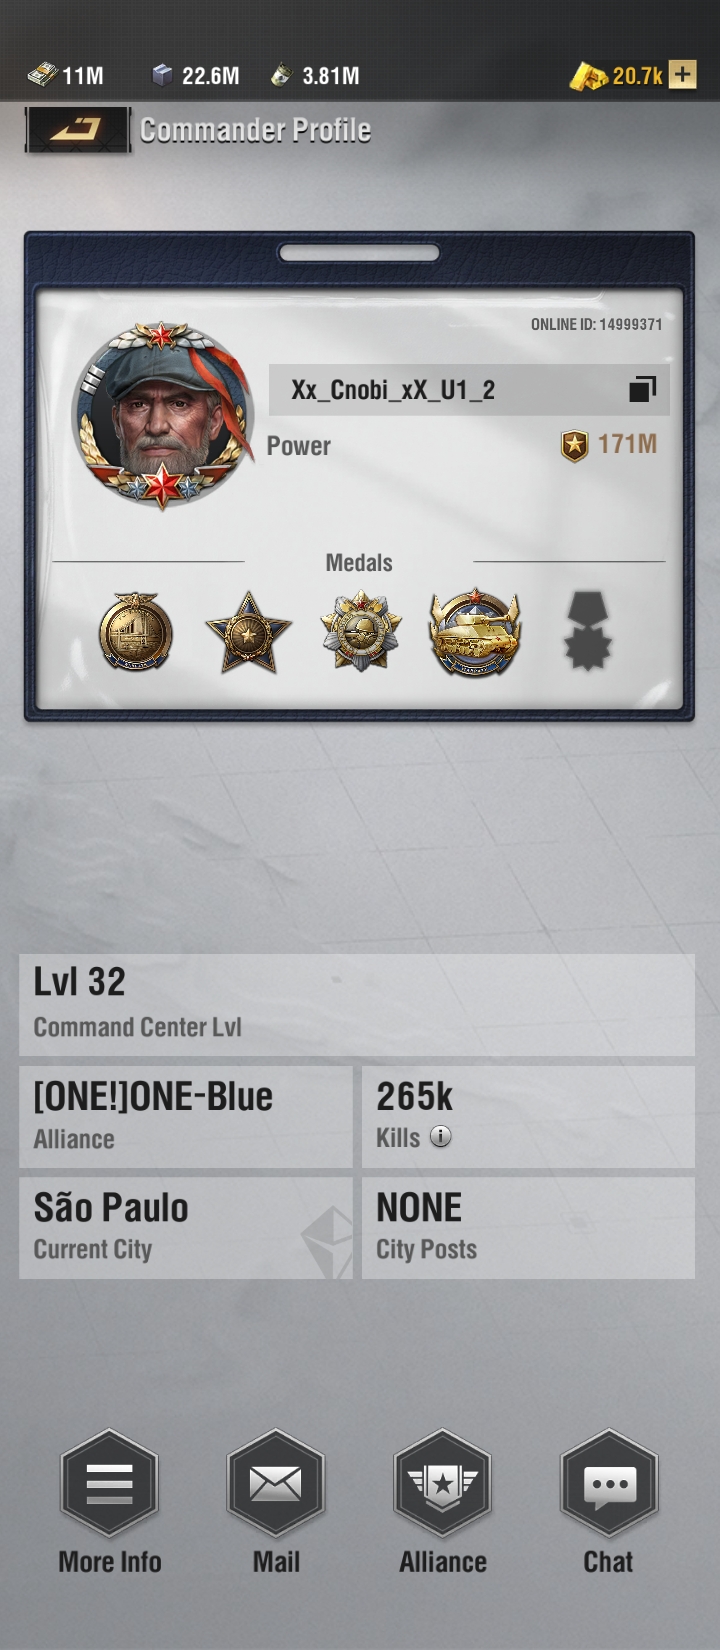 11M 22.6M 3.81M 20.7k
Commander Profile
ONLINE ID: 14999371
Xx_Cnobi_xX_U1_2
Power 171M
Medals
Lvl 32
Command Center Lvl
[ONE!]ONE-Blue
Alliance
265k
Kills
São Paulo
Current City
NONE
City Posts
More Info Mail Alliance Chat